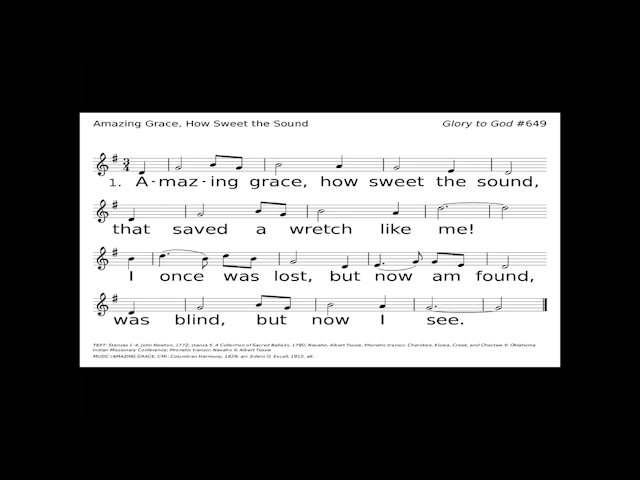 Amazing Grace, How Sweet the Sound
Glory to God #649
1. A-maz-ing grace, how sweet the sound,
that saved a wretch like me!
I once was lost, but now am found,
was blind, but now I see.
TEXT: Stanzas 1-4, John Newton, 1772; stanza 5, A Collection of Sacred Ballads, 1790; Navaho, Albert Tsosie, Phonetic transcr. Cherokee, Kiowa, Creek, and Choctaw © Oklahoma
Indian Missionary Conference; Phonetic transcr. Navaho © Albert Tsosie
MUSIC (AMAZING GRACE, CM): Columbian Harmony, 1829; arr. Edwin O. Excell, 1910, alt.